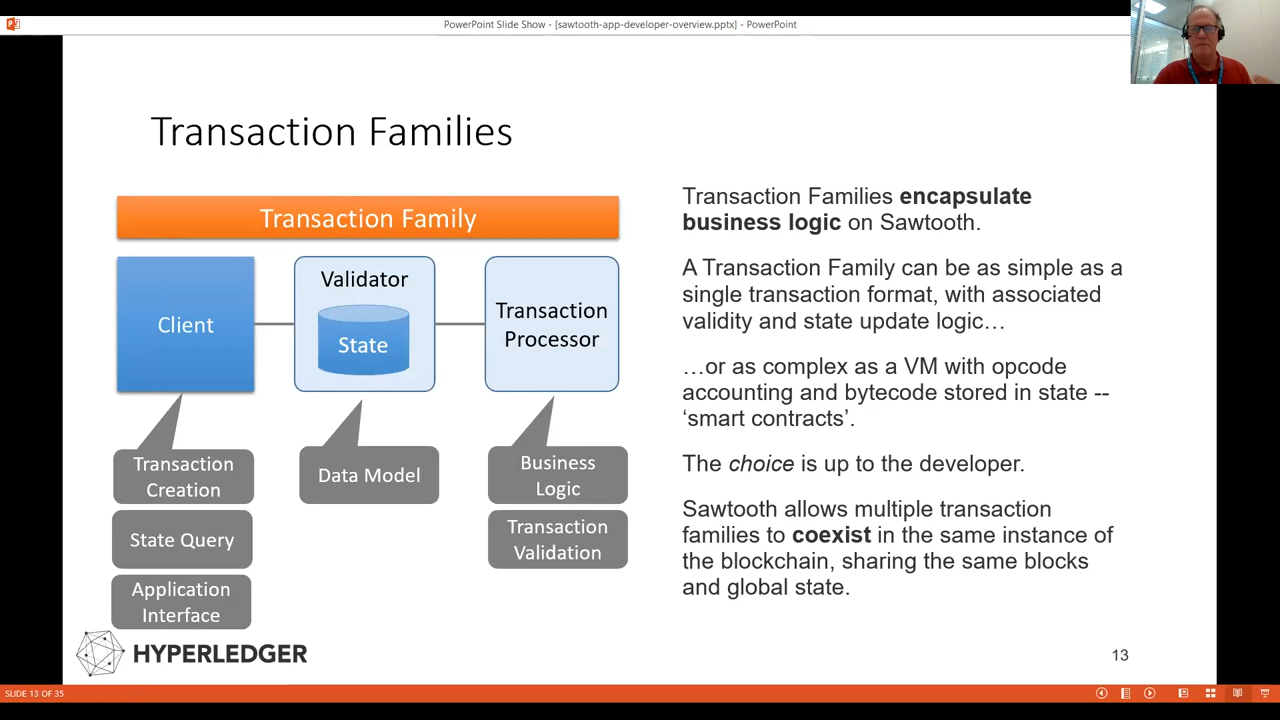 PowerPoint Slide Show - [sawtooth-app-developer-overview.pptx] - PowerPoint
Transaction Families
Transaction Family
Client
Validator
State
Transaction
Processor
Transaction
Creation
State Query
Application
Interface
Data Model
Business
Logic
Transaction
Validation
Transaction Families encapsulate
business logic on Sawtooth.
A Transaction Family can be as simple as a
single transaction format, with associated
validity and state update logic…
…or as complex as a VM with opcode
accounting and bytecode stored in state --
‘smart contracts’.
The choice is up to the developer.
Sawtooth allows multiple transaction
families to coexist in the same instance of
the blockchain, sharing the same blocks
and global state.
HYPERLEDGER
13
SLIDE 13 OF 35